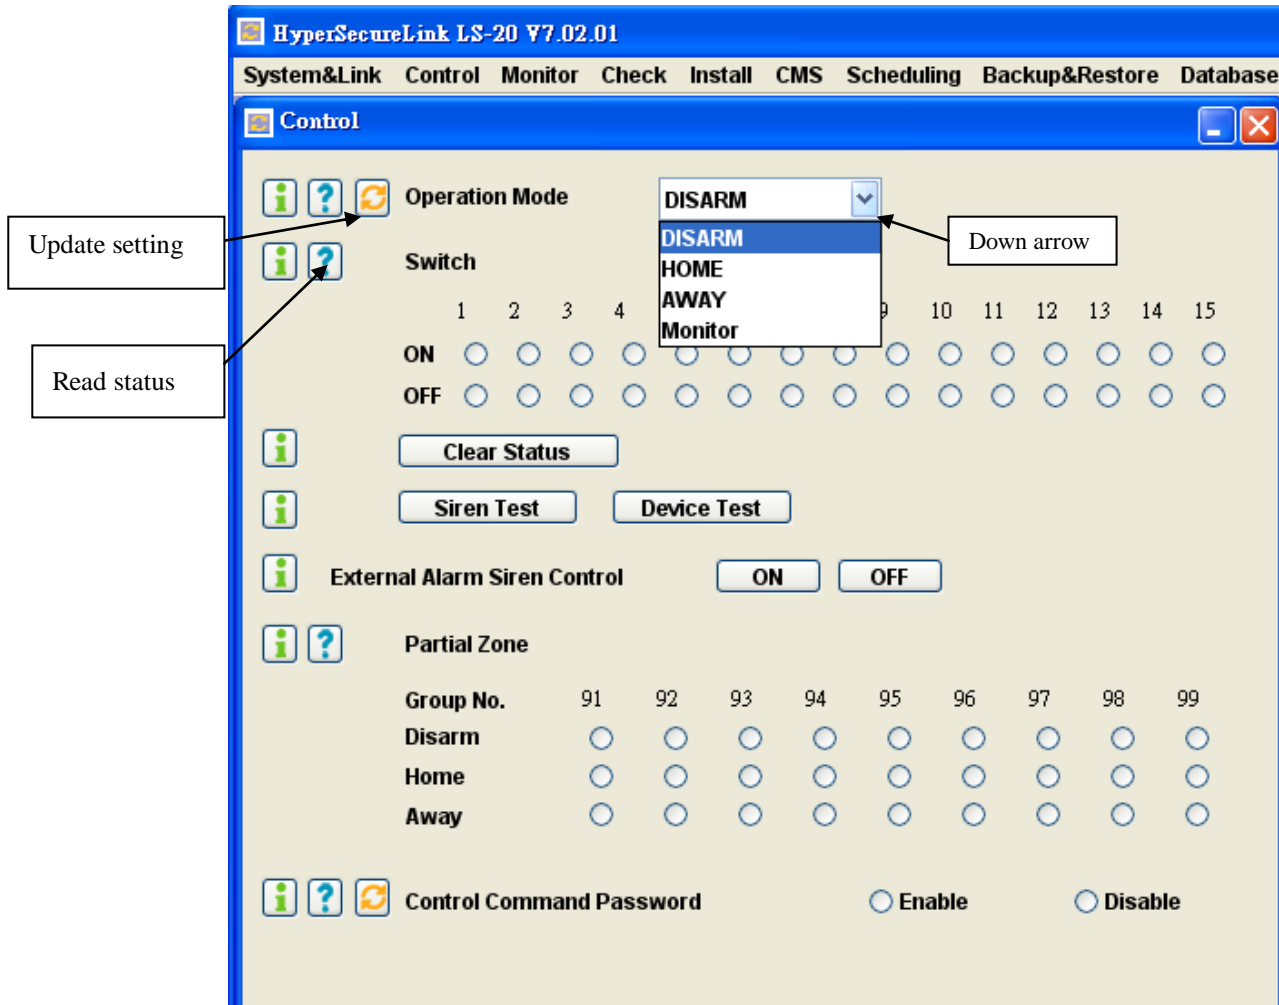 HyperSecureLink LS-20 V7.02.01
System&Link Control Monitor Check Install CMS Scheduling Backup&Restore Database
Control
Operation Mode DISARM
Update setting
DISARM
Down arrow
Switch
HOME
AWAY
Monitor
1 2 3 4 9 10 11 12 13 14 15
ON
Read status
OFF
Clear Status
Siren Test Device Test
External Alarm Siren Control ON OFF
Partial Zone
Group No. 91 92 93 94 95 96 97 98 99
Disarm
Home
Away
Control Command Password Enable Disable